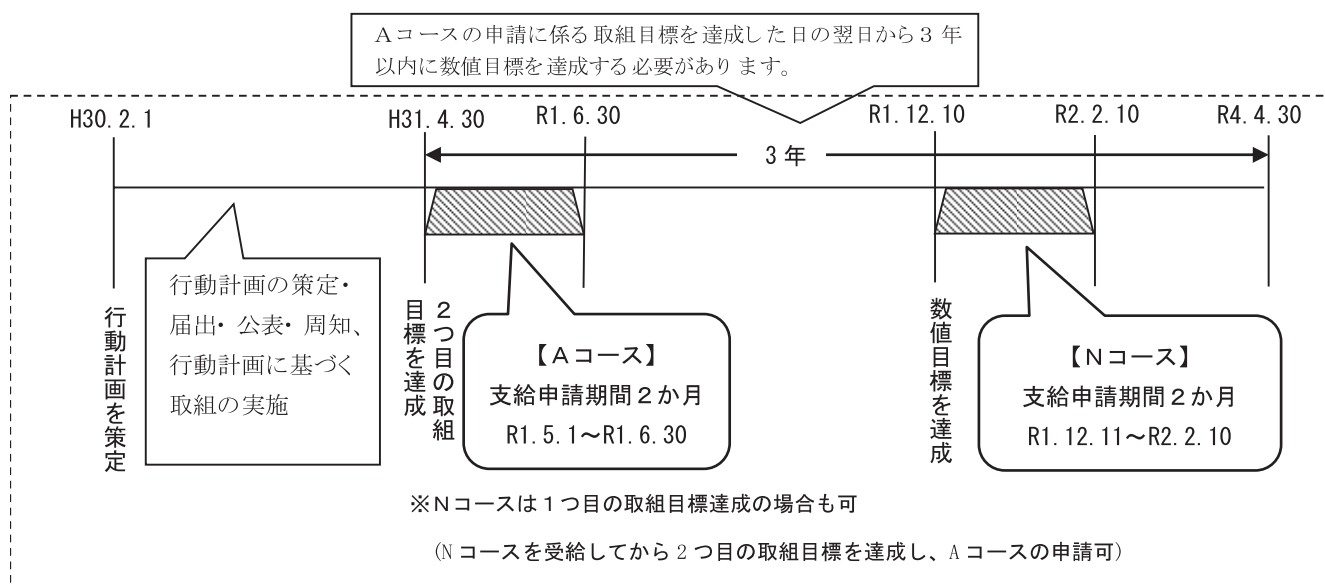 Aコースの申請に係る取組目標を達成した日の翌日から3年
以内に数値目標を達成する必要があります。
H30.2.1
H31.4.30
R1.6.30
R1.12.10
R2.2.10
R4.4.30
3年
行動計画を策定
行動計画の策定・
届出・公表・周知、
行動計画に基づく
取組の実施
2つ目の取組
目標を達成
【Aコース】
支給申請期間2か月
R1.5.1~R1.6.30
数値目標を達成
【Nコース】
支給申請期間2か月
R1.12.11~R2.2.10
※Nコースは1つ目の取組目標達成の場合も可
(Nコースを受給してから2つ目の取組目標を達成し、Aコースの申請可)